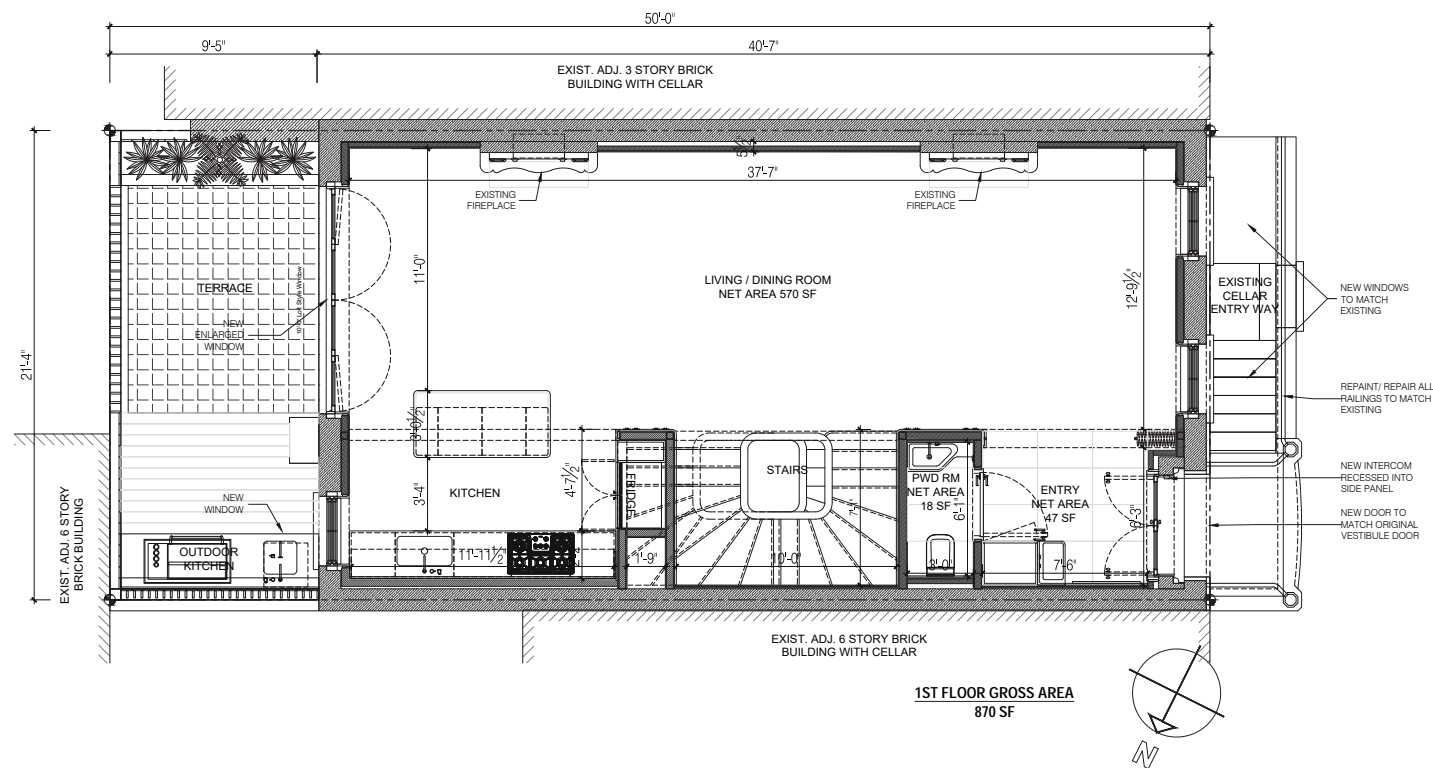 50'-0"
9'-5"
40'-7"
EXIST. ADJ. 3 STORY BRICK
BUILDING WITH CELLAR
5½"
37'-7"
EXISTING
FIREPLACE
EXISTING
FIREPLACE
11'-0"
12'-9½"
LIVING / DINING ROOM
NET AREA 570 SF
TERRACE
NEW
ENLARGED
WINDOW
21'-4"
EXISTING
CELLAR
ENTRY WAY
NEW WINDOWS
TO MATCH
EXISTING
REPAINT/ REPAIR ALL
RAILINGS TO MATCH
EXISTING
3'-0½"
3'-4"
KITCHEN
4'-7½"
FRIDGE
STAIRS
7'-1"
PWD RM
NET AREA
18 SF
6'-1"
ENTRY
NET AREA
47 SF
6'-3"
NEW INTERCOM
RECESSED INTO
SIDE PANEL
NEW DOOR TO
MATCH ORIGINAL
VESTIBULE DOOR
NEW
WINDOW
OUTDOOR
KITCHEN
11'-11½"
1'-9"
10'-0"
3'-0"
7'-6"
EXIST. ADJ. 6 STORY
BRICK BUILDING
EXIST. ADJ. 6 STORY BRICK
BUILDING WITH CELLAR
1ST FLOOR GROSS AREA
870 SF
N